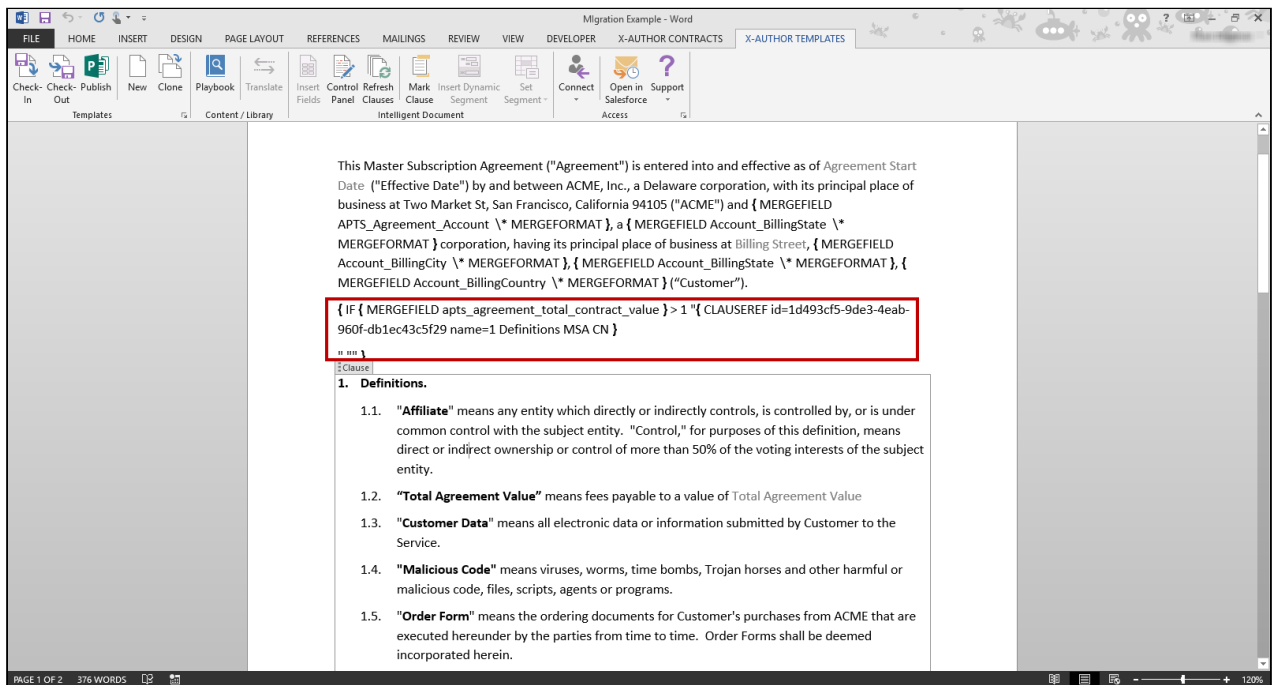 MIgration Example - Word
FILE HOME INSERT DESIGN PAGE LAYOUT REFERENCES MAILINGS REVIEW VIEW DEVELOPER X-AUTHOR CONTRACTS X-AUTHOR TEMPLATES
Check- Check- Publish New Clone Playbook Translate Insert Control Refresh Mark Insert Dynamic Set Connect Open in Support
In Out Fields Panel Clauses Clause Segment Segment Salesforce
Templates Content / Library Intelligent Document Access
This Master Subscription Agreement ("Agreement") is entered into and effective as of Agreement Start
Date ("Effective Date") by and between ACME, Inc., a Delaware corporation, with its principal place of
business at Two Market St, San Francisco, California 94105 ("ACME") and { MERGEFIELD
APTS_Agreement_Account \* MERGEFORMAT }, a { MERGEFIELD Account_BillingState \*
MERGEFORMAT } corporation, having its principal place of business at Billing Street, { MERGEFIELD
Account_BillingCity \* MERGEFORMAT }, { MERGEFIELD Account_BillingState \* MERGEFORMAT }, {
MERGEFIELD Account_BillingCountry \* MERGEFORMAT } (“Customer”).
{ IF { MERGEFIELD apts_agreement_total_contract_value } > 1 "{ CLAUSEREF id=1d493cf5-9de3-4eab-
960f-db1ec43c5f29 name=1 Definitions MSA CN }
" "" }
Clause
1. Definitions.
1.1. "Affiliate" means any entity which directly or indirectly controls, is controlled by, or is under
common control with the subject entity. "Control," for purposes of this definition, means
direct or indirect ownership or control of more than 50% of the voting interests of the subject
entity.
1.2. “Total Agreement Value” means fees payable to a value of Total Agreement Value
1.3. "Customer Data" means all electronic data or information submitted by Customer to the
Service.
1.4. "Malicious Code" means viruses, worms, time bombs, Trojan horses and other harmful or
malicious code, files, scripts, agents or programs.
1.5. "Order Form" means the ordering documents for Customer's purchases from ACME that are
executed hereunder by the parties from time to time. Order Forms shall be deemed
incorporated herein.
PAGE 1 OF 2 376 WORDS 120%